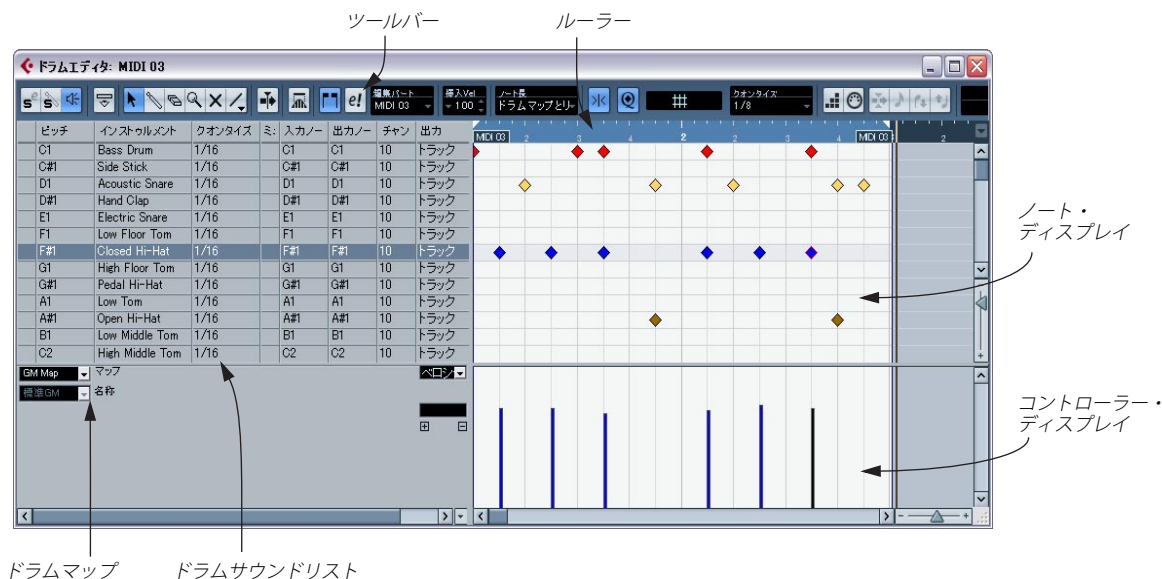 ツールバー ルーラー
ドラムエディタ: MIDI 03
編集パート 挿入Vel ノート長 クオンタイズ
MIDI 03 100 ドラムマップとリ 1/8
ピッチ インストゥルメント クオンタイズ ミ: 入力ノー 出力ノー チャン 出力
MIDI 03 2 3 4 2 2 3 4 MIDI 03 2
C1 Bass Drum 1/16 C1 C1 10 トラック
C#1 Side Stick 1/16 C#1 C#1 10 トラック
D1 Acoustic Snare 1/16 D1 D1 10 トラック
D#1 Hand Clap 1/16 D#1 D#1 10 トラック
E1 Electric Snare 1/16 E1 E1 10 トラック
F1 Low Floor Tom 1/16 F1 F1 10 トラック
F#1 Closed Hi-Hat 1/16 F#1 F#1 10 トラック
G1 High Floor Tom 1/16 G1 G1 10 トラック
G#1 Pedal Hi-Hat 1/16 G#1 G#1 10 トラック
A1 Low Tom 1/16 A1 A1 10 トラック
A#1 Open Hi-Hat 1/16 A#1 A#1 10 トラック
B1 Low Middle Tom 1/16 B1 B1 10 トラック
C2 High Middle Tom 1/16 C2 C2 10 トラック
ノート・
ディスプレイ
GM Map マップ ベロシ
標準GM 名称
コントローラー・
ディスプレイ
ドラムマップ ドラムサウンドリスト